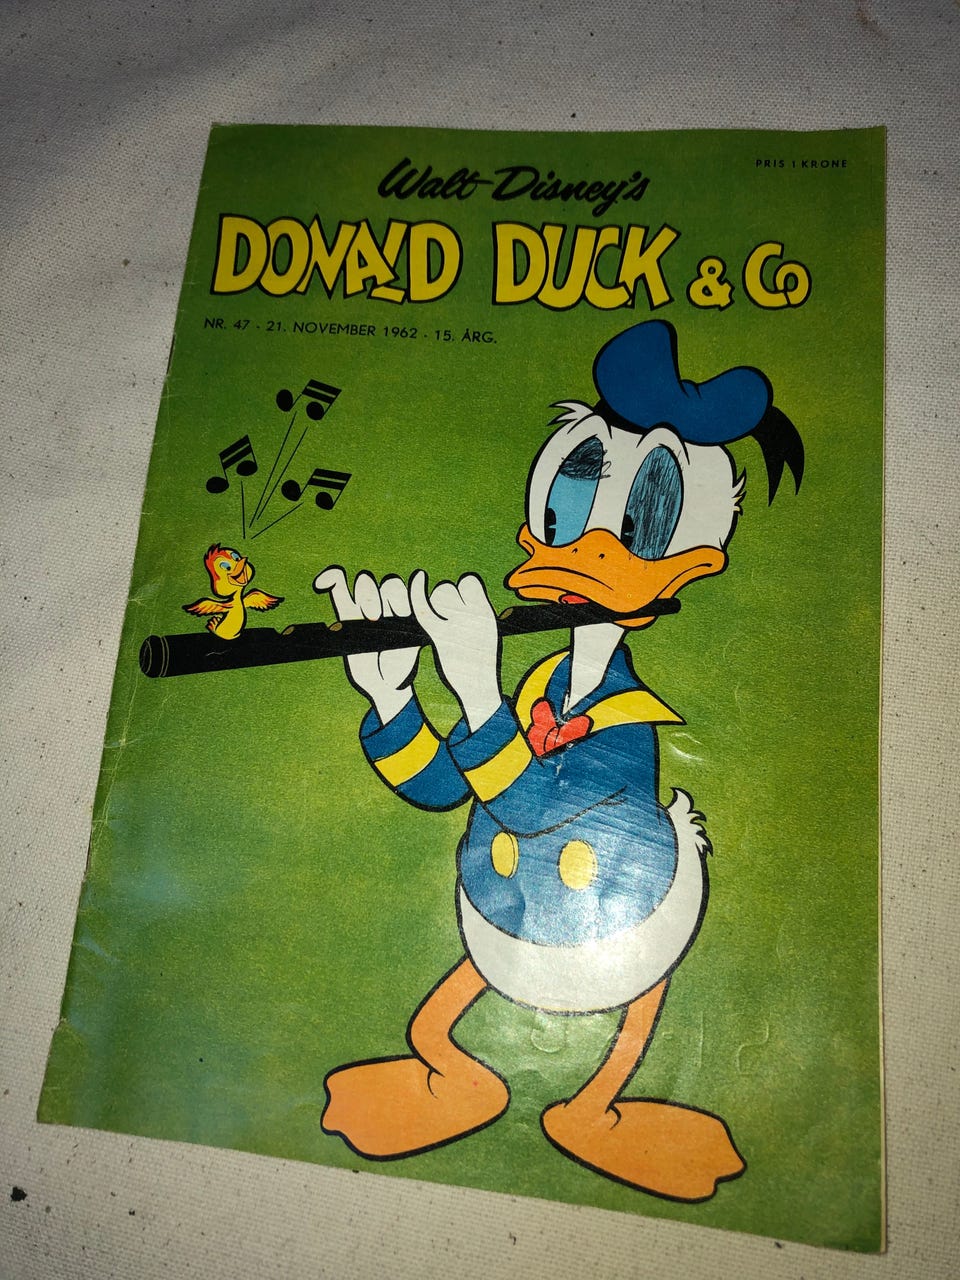 PRIS 1 KRONE
Walt Disney's
DONALD DUCK & Co
NR. 47 · 21. NOVEMBER 1962 · 15. ÅRG.